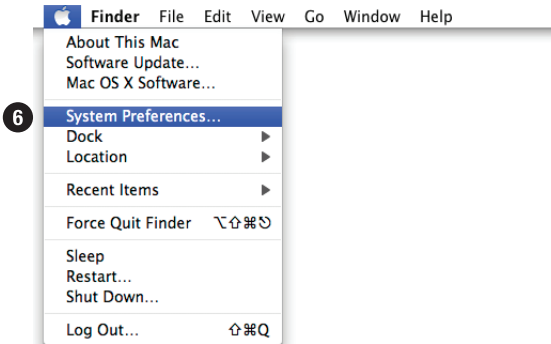 Finder File Edit View Go Window Help
About This Mac
Software Update...
Mac OS X Software...
6 System Preferences...
Dock
Location
Recent Items
Force Quit Finder ⌥⇧⌘⎋
Sleep
Restart...
Shut Down...
Log Out... ⇧⌘Q